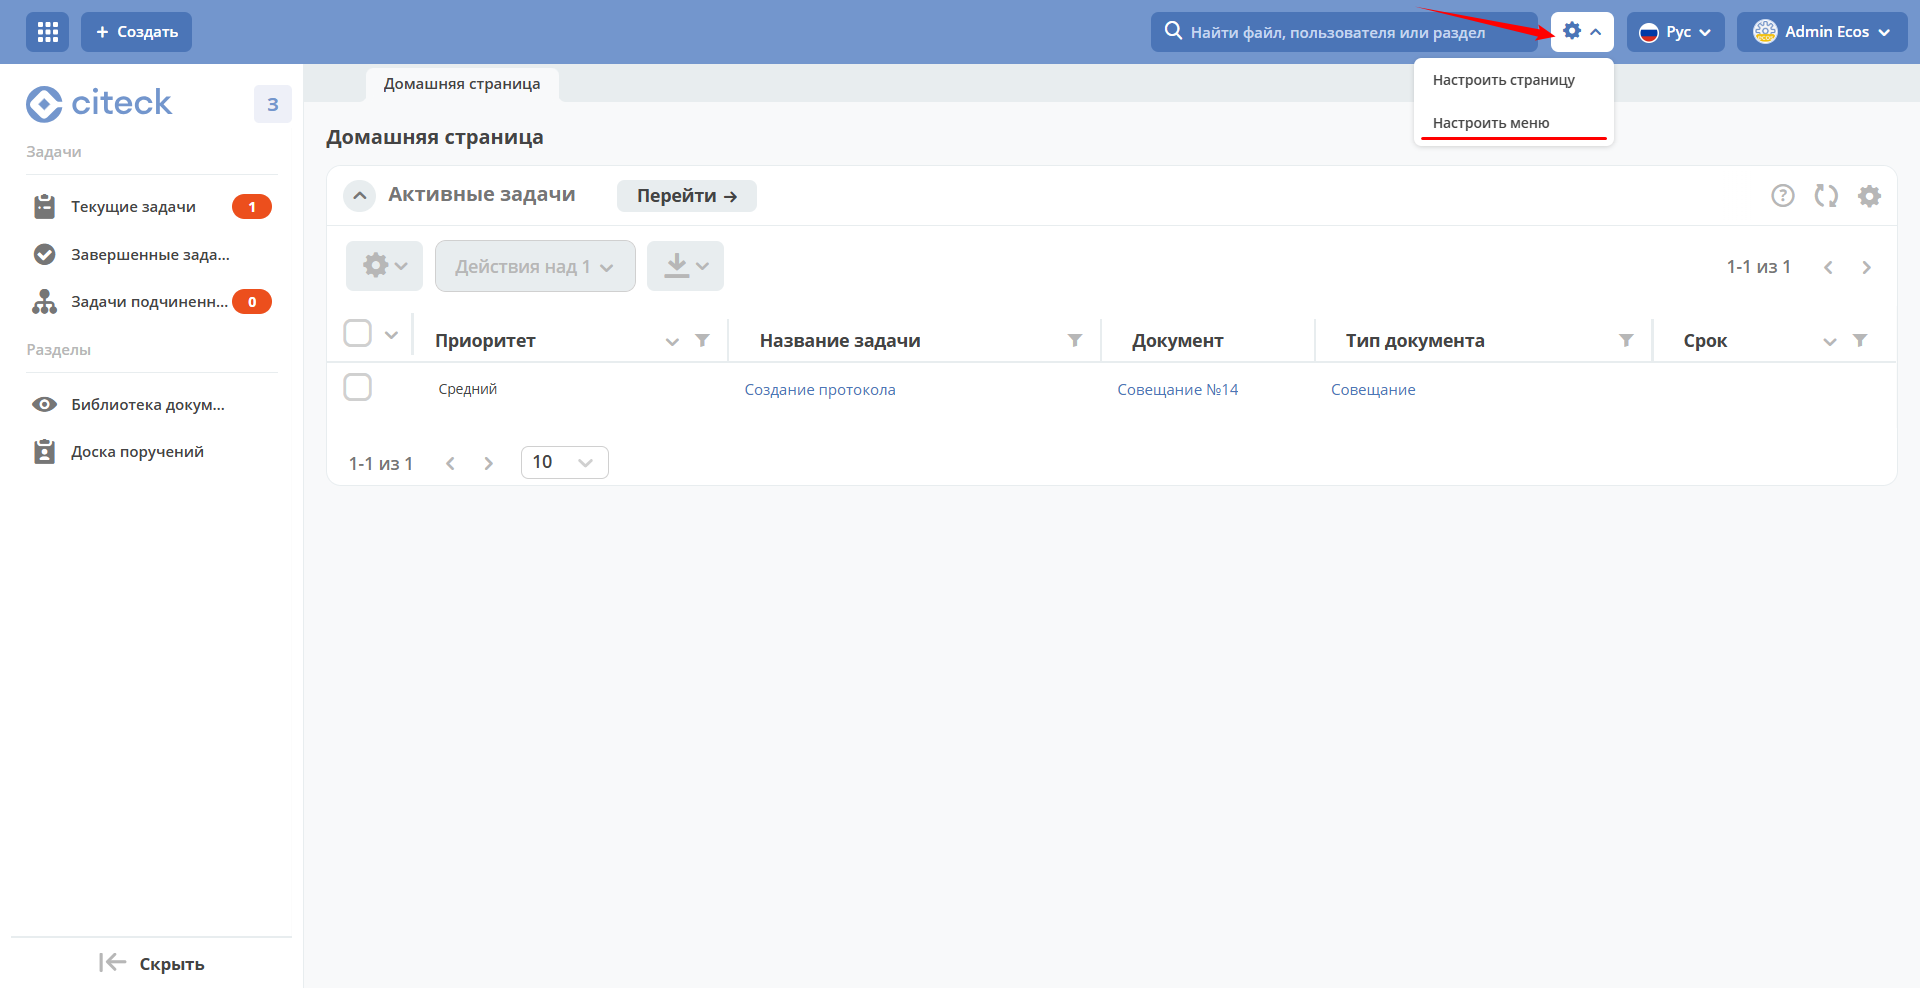 + Создать
Найти файл, пользователя или раздел
Рус
Admin Ecos
Настроить страницу
Настроить меню
citeck
3
Домашняя страница
Задачи
Текущие задачи 1
Завершенные зада...
Задачи подчиненн... 0
Разделы
Библиотека докум...
Доска поручений
Скрыть
Домашняя страница
Активные задачи
Перейти →
?
Действия над 1
1-1 из 1
Приоритет Название задачи Документ Тип документа Срок
Средний Создание протокола Совещание №14 Совещание
1-1 из 1
10